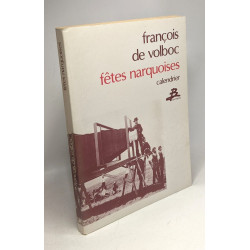 françois
de volboc
fêtes narquoises
calendrier